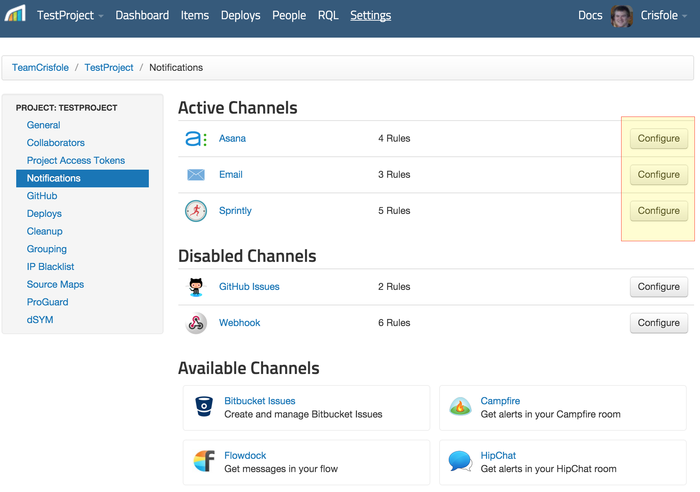 TestProject Dashboard Items Deploys People RQL Settings Docs Crisfole
TeamCrisfole / TestProject / Notifications
PROJECT: TESTPROJECT
General
Collaborators
Project Access Tokens
Notifications
GitHub
Deploys
Cleanup
Grouping
IP Blacklist
Source Maps
ProGuard
dSYM
Active Channels
Asana 4 Rules Configure
Email 3 Rules Configure
Sprintly 5 Rules Configure
Disabled Channels
GitHub Issues 2 Rules Configure
Webhook 6 Rules Configure
Available Channels
Bitbucket Issues
Create and manage Bitbucket Issues
Campfire
Get alerts in your Campfire room
Flowdock
Get messages in your flow
HipChat
Get alerts in your HipChat room